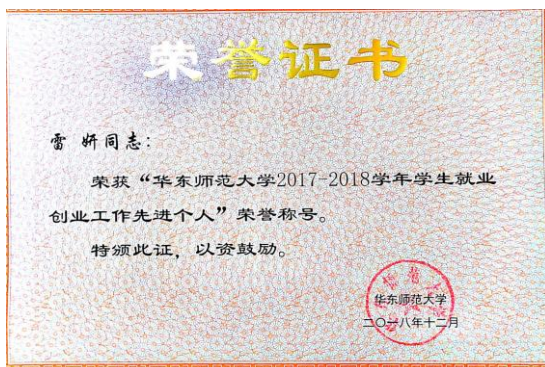 荣誉证书
雷妍同志：
荣获“华东师范大学2017-2018学年学生就业
创业工作先进个人”荣誉称号。
特颁此证，以资鼓励。
华东师范大学
二〇一八年十二月